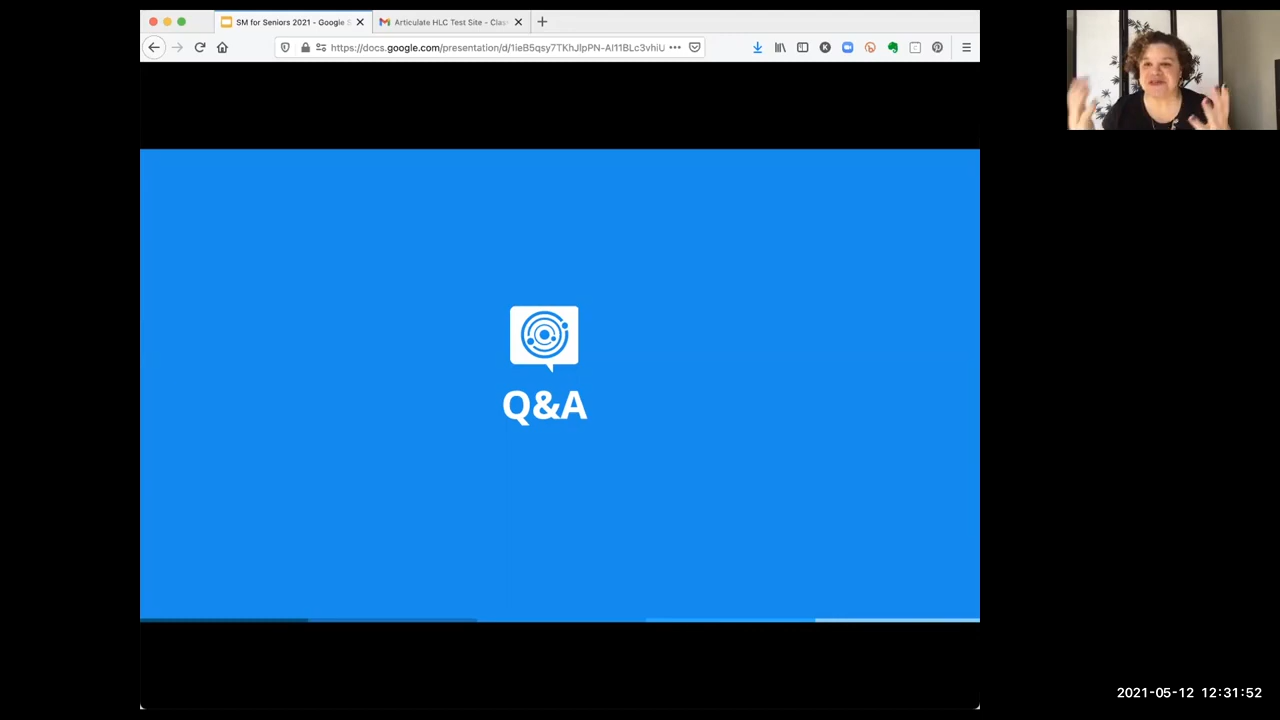 SM for Seniors 2021 - Google S
Articulate HLC Test Site - Clas
https://docs.google.com/presentation/d/1ieB5qsy7TKhJlpPN-AI11BLc3vhiU
Q&A
2021-05-12 12:31:52